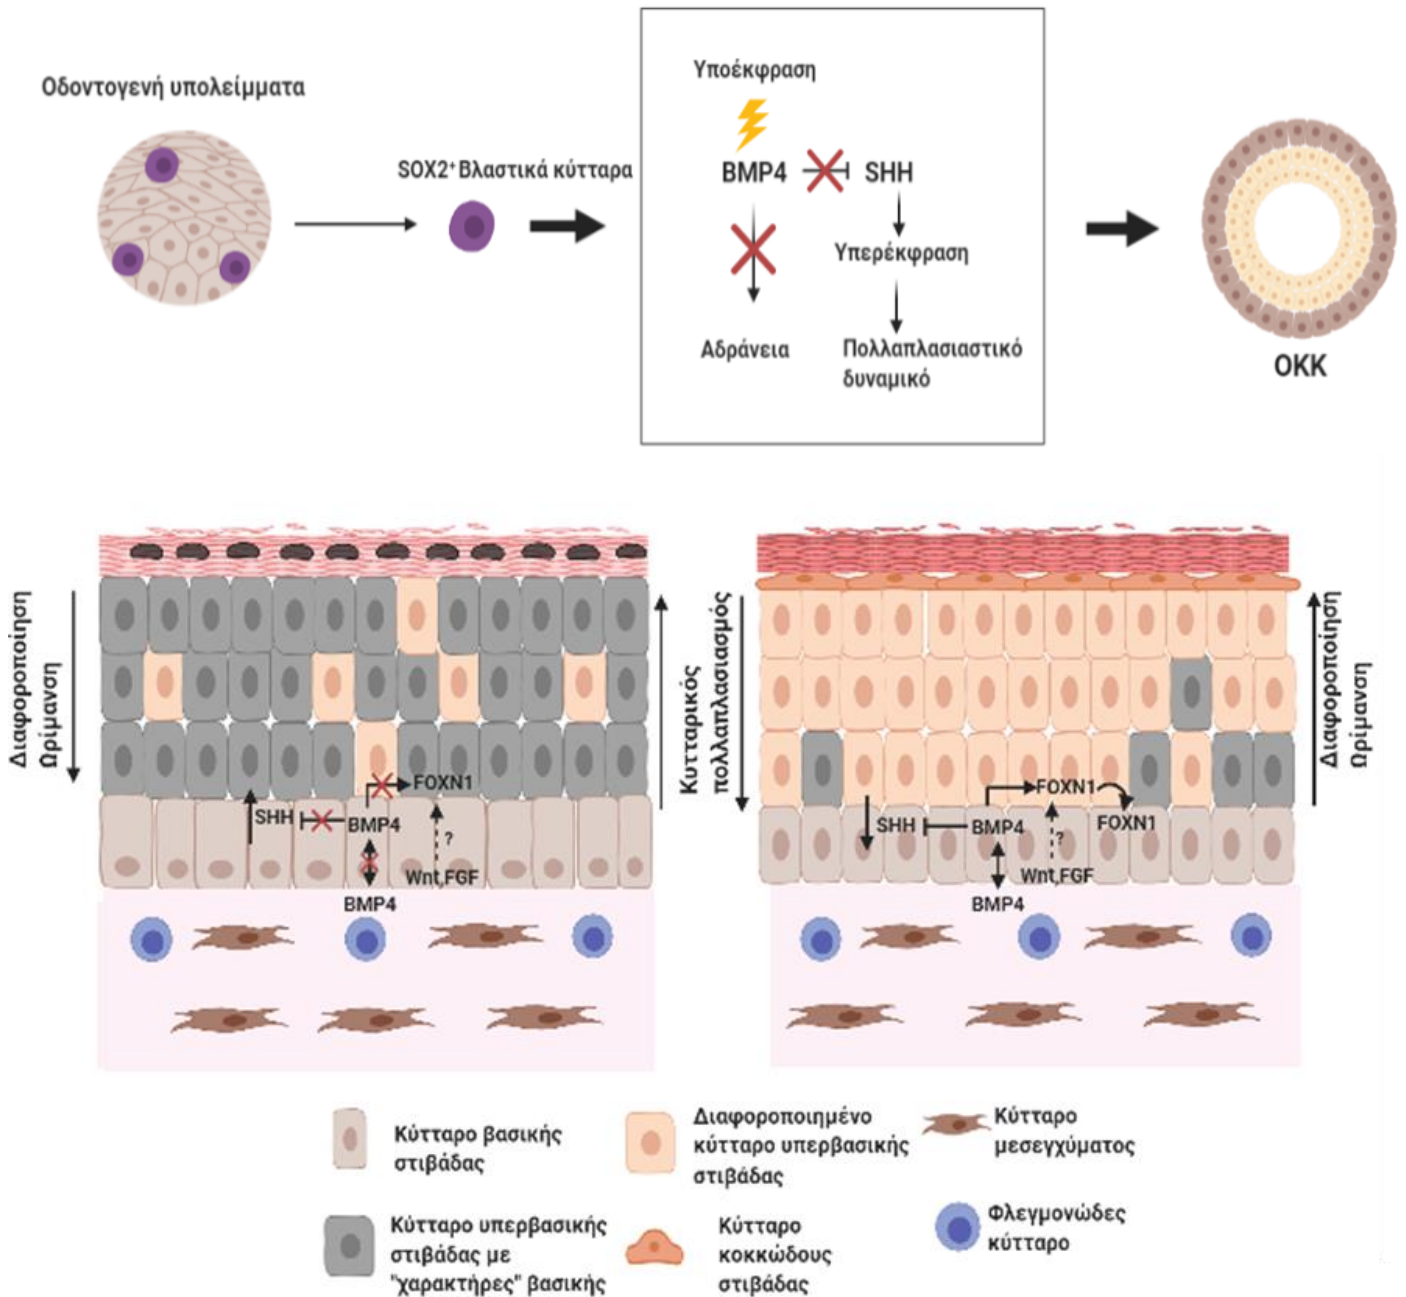 Οδοντογενή υπολείμματα
SOX2⁺ Βλαστικά κύτταρα
Υποέκφραση
BMP4
SHH
Υπερέκφραση
Αδράνεια
Πολλαπλασιαστικό
δυναμικό
ΟΚΚ
Διαφοροποίηση
Ωρίμανση
FOXN1
SHH
BMP4
?
Wnt,FGF
BMP4
Κυτταρικός
πολλαπλασιασμός
FOXN1
SHH
BMP4
FOXN1
?
Wnt,FGF
BMP4
Διαφοροποίηση
Ωρίμανση
Κύτταρο βασικής
στιβάδας
Διαφοροποιημένο
κύτταρο υπερβασικής
στιβάδας
Κύτταρο
μεσεγχύματος
Κύτταρο υπερβασικής
στιβάδας με
"χαρακτήρες" βασικής
Κύτταρο
κοκκώδους
στιβάδας
Φλεγμονώδες
κύτταρο